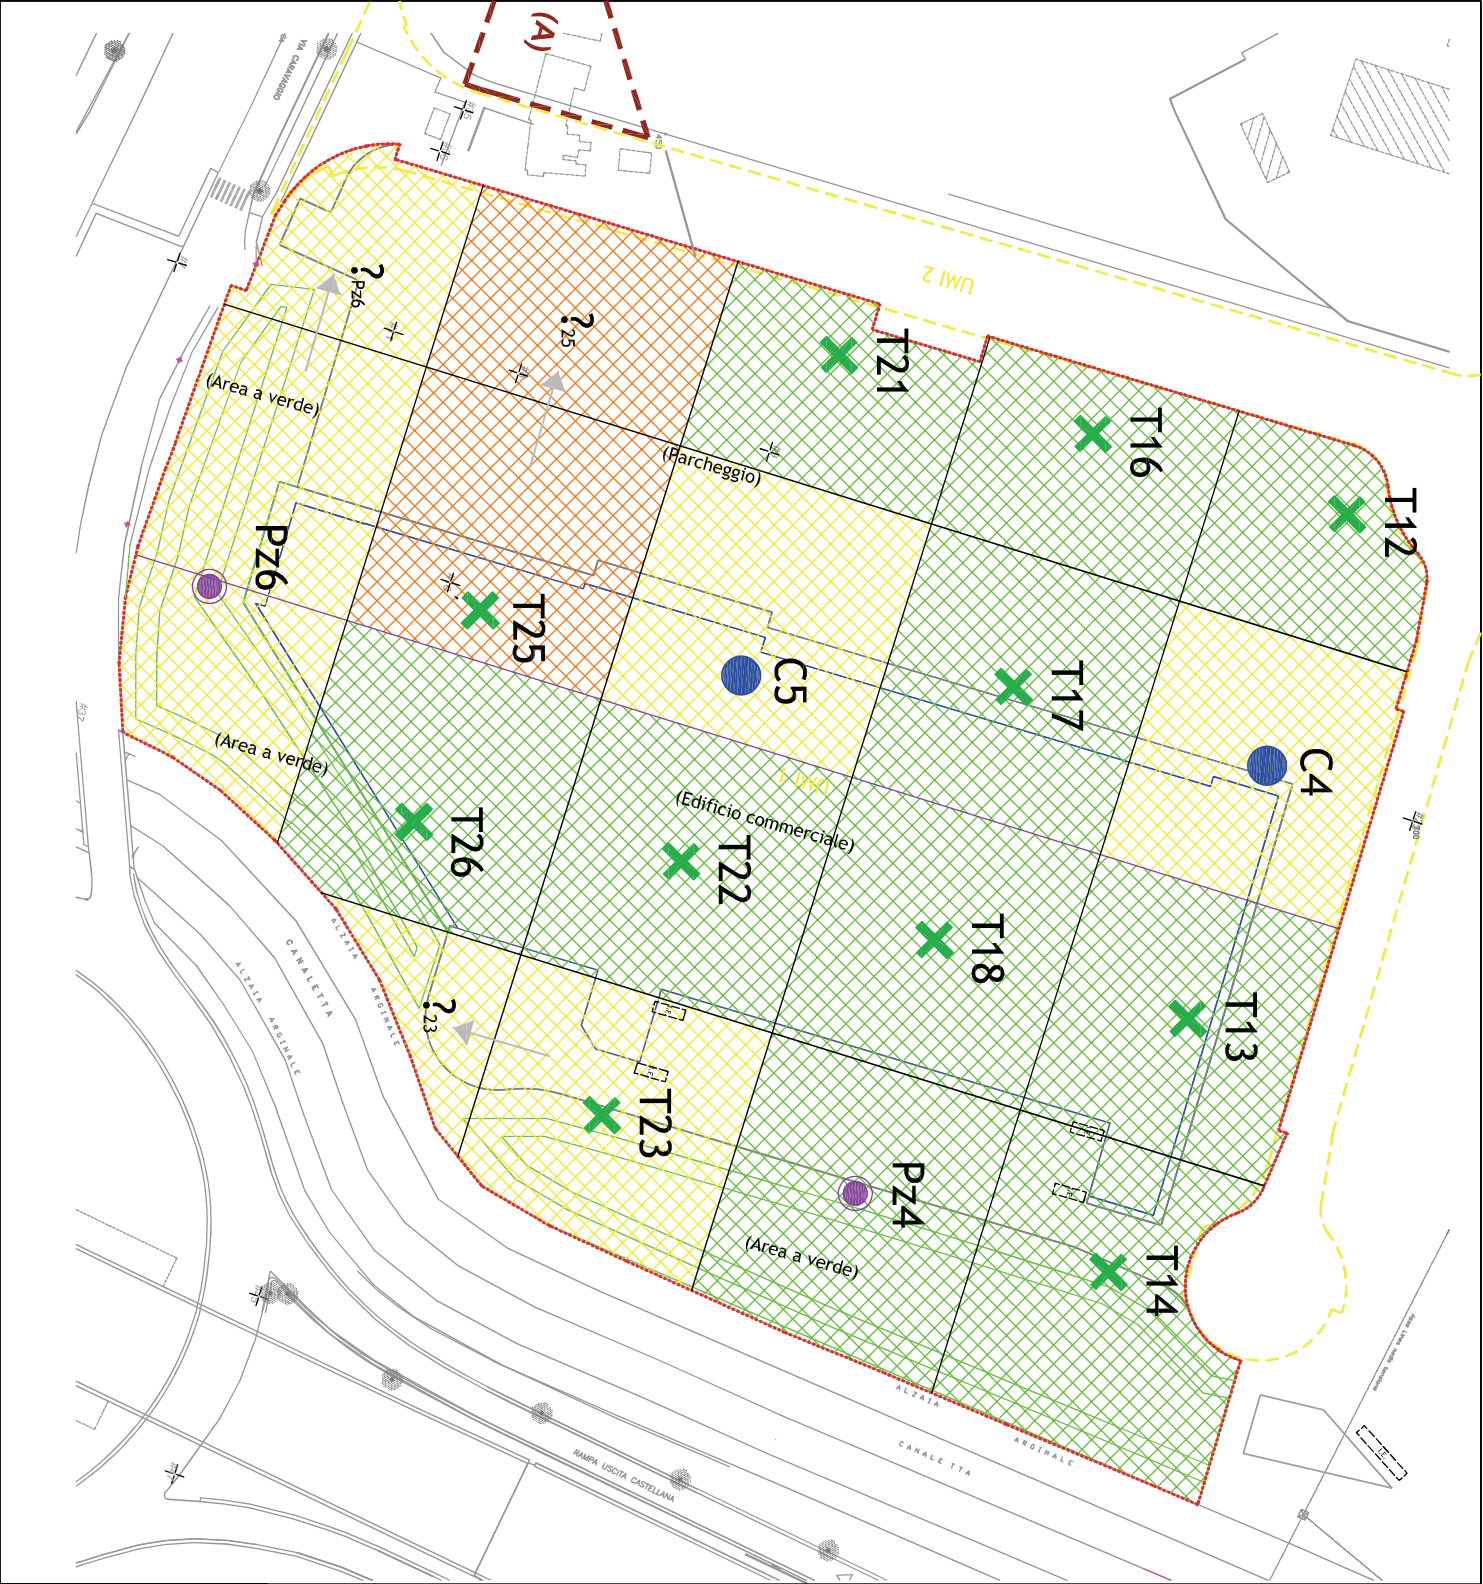 (A)
VIA CARAVAGGIO
UMI 2
?
Pz6
?
25
T21
T16
T12
(Area a verde)
(Parcheggio)
Pz6
T25
C5
T17
C4
(Area a verde)
UMI 1
(Edificio commerciale)
T26
T22
T18
T13
ALZAIA ARGINALE
CANALETTA
ALZAIA ARGINALE
?
23
T23
Pz4
(Area a verde)
T14
ALZAIA ARGINALE
CANALETTA
RAMPA USCITA CASTELLANA